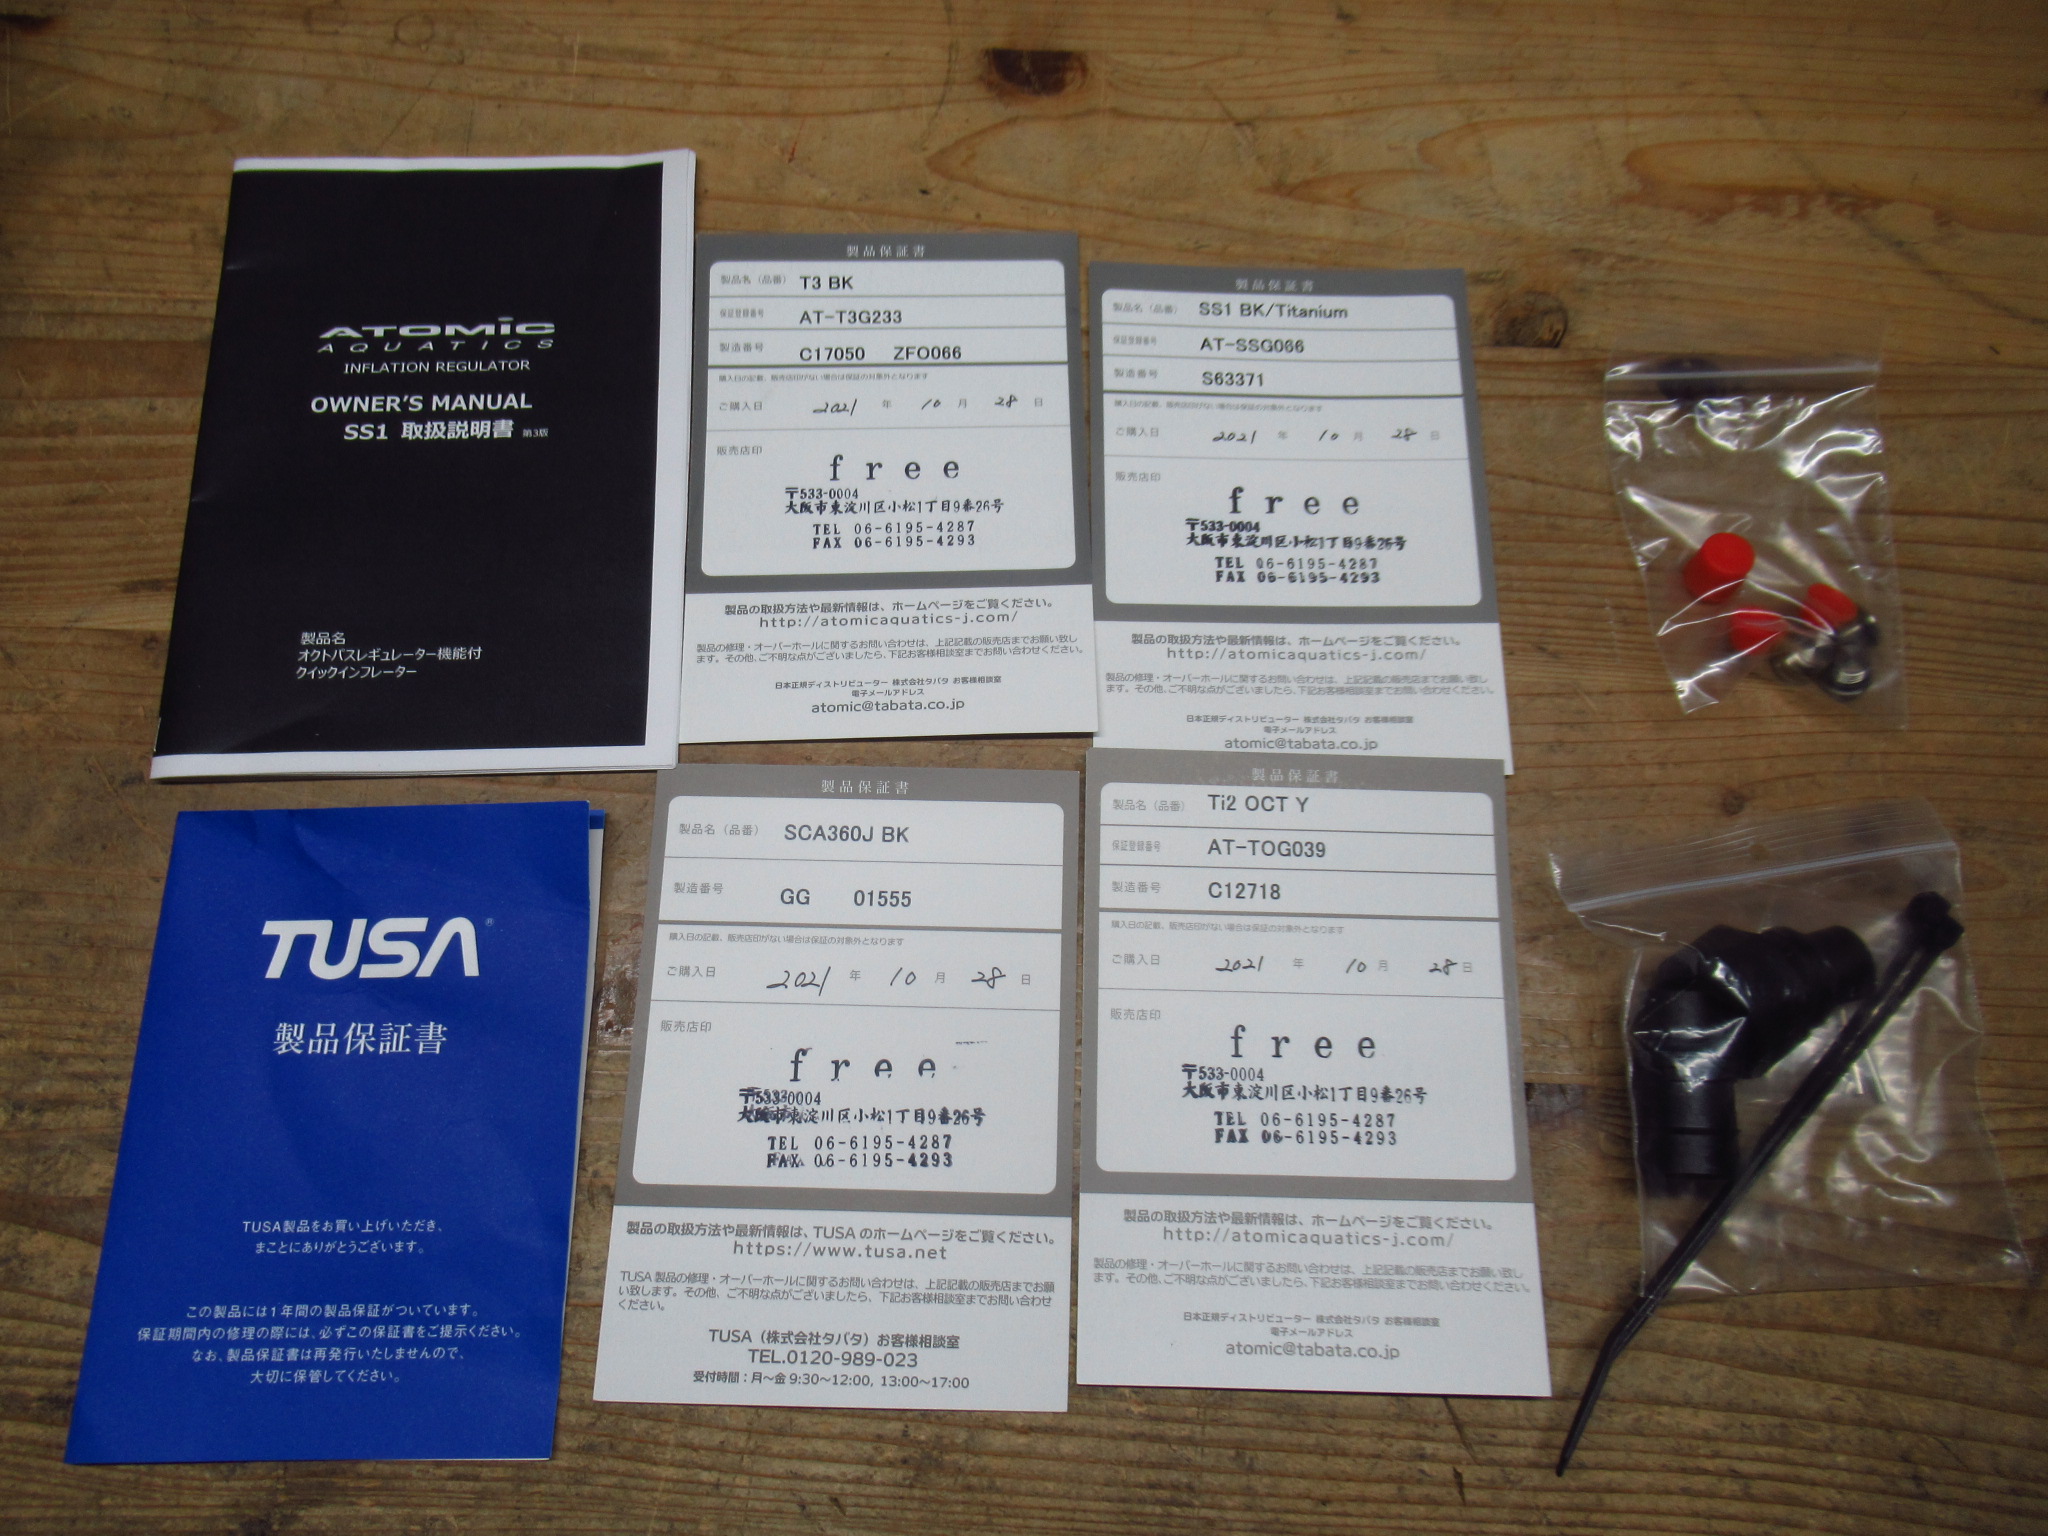 ATOMIC
AQUATICS
INFLATION REGULATOR
OWNER'S MANUAL
SS1 取扱説明書 第3版
製品名
オクトパスレギュレーター機能付
クイックインフレーター
製品保証書
製品名（品番） T3 BK
保証登録番号 AT-T3G233
製造番号 C17050 ZFO066
購入日の記載、販売店印がない場合は保証の対象外となります
ご購入日 2021 年 10 月 28 日
販売店印
free
〒533-0004
大阪市東淀川区小松1丁目9番26号
TEL 06-6195-4287
FAX 06-6195-4293
製品の取扱方法や最新情報は、ホームページをご覧ください。
http://atomicaquatics-j.com/
製品の修理・オーバーホールに関するお問い合わせは、上記記載の販売店までお願い致し
ます。その他、ご不明な点がございましたら、下記お客様相談室までお問い合わせください。
日本正規ディストリビューター 株式会社タバタ お客様相談室
電子メールアドレス
atomic@tabata.co.jp
製品保証書
製品名（品番） SS1 BK/Titanium
保証登録番号 AT-SSG066
製造番号 S63371
購入日の記載、販売店印がない場合は保証の対象外となります
ご購入日 2021 年 10 月 28 日
販売店印
free
〒533-0004
大阪市東淀川区小松1丁目9番26号
TEL 06-6195-4287
FAX 06-6195-4293
製品の取扱方法や最新情報は、ホームページをご覧ください。
http://atomicaquatics-j.com/
製品の修理・オーバーホールに関するお問い合わせは、上記記載の販売店までお願い致し
ます。その他、ご不明な点がございましたら、下記お客様相談室までお問い合わせください。
日本正規ディストリビューター 株式会社タバタ お客様相談室
電子メールアドレス
atomic@tabata.co.jp
TUSA®
製品保証書
TUSA製品をお買い上げいただき、
まことにありがとうございます。
この製品には1年間の製品保証がついています。
保証期間内の修理の際には、必ずこの保証書をご提示ください。
なお、製品保証書は再発行いたしませんので、
大切に保管してください。
製品保証書
製品名（品番） SCA360J BK
製造番号 GG 01555
購入日の記載、販売店印がない場合は保証の対象外となります
ご購入日 2021 年 10 月 28 日
販売店印
free
〒533-0004
大阪市東淀川区小松1丁目9番26号
TEL 06-6195-4287
FAX 06-6195-4293
製品の取扱方法や最新情報は、TUSAのホームページをご覧ください。
https://www.tusa.net
TUSA製品の修理・オーバーホールに関するお問い合わせは、上記記載の販売店までお願
い致します。その他、ご不明な点がございましたら、下記お客様相談室までお問い合わせ
ください。
TUSA（株式会社タバタ）お客様相談室
TEL.0120-989-023
受付時間：月〜金 9:30〜12:00, 13:00〜17:00
製品保証書
製品名（品番） Ti2 OCT Y
保証登録番号 AT-TOG039
製造番号 C12718
購入日の記載、販売店印がない場合は保証の対象外となります
ご購入日 2021 年 10 月 28 日
販売店印
free
〒533-0004
大阪市東淀川区小松1丁目9番26号
TEL 06-6195-4287
FAX 06-6195-4293
製品の取扱方法や最新情報は、ホームページをご覧ください。
http://atomicaquatics-j.com/
製品の修理・オーバーホールに関するお問い合わせは、上記記載の販売店までお願い致し
ます。その他、ご不明な点がございましたら、下記お客様相談室までお問い合わせください。
日本正規ディストリビューター 株式会社タバタ お客様相談室
電子メールアドレス
atomic@tabata.co.jp